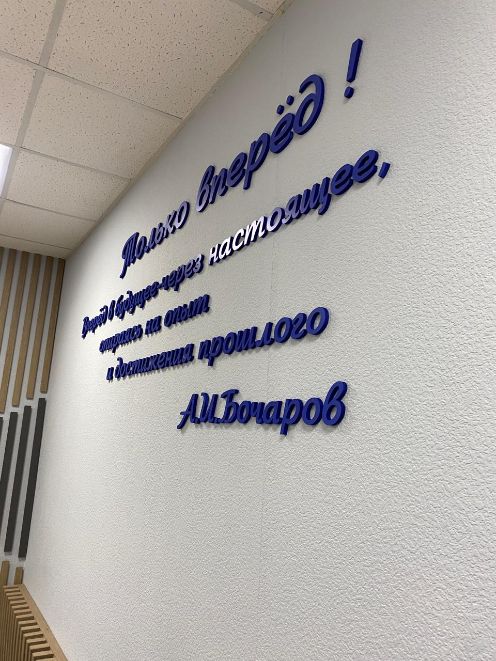 Только вперёд !
Вперёд в будущее через настоящее,
опираясь на опыт
и достижения прошлого
А.И.Бочаров